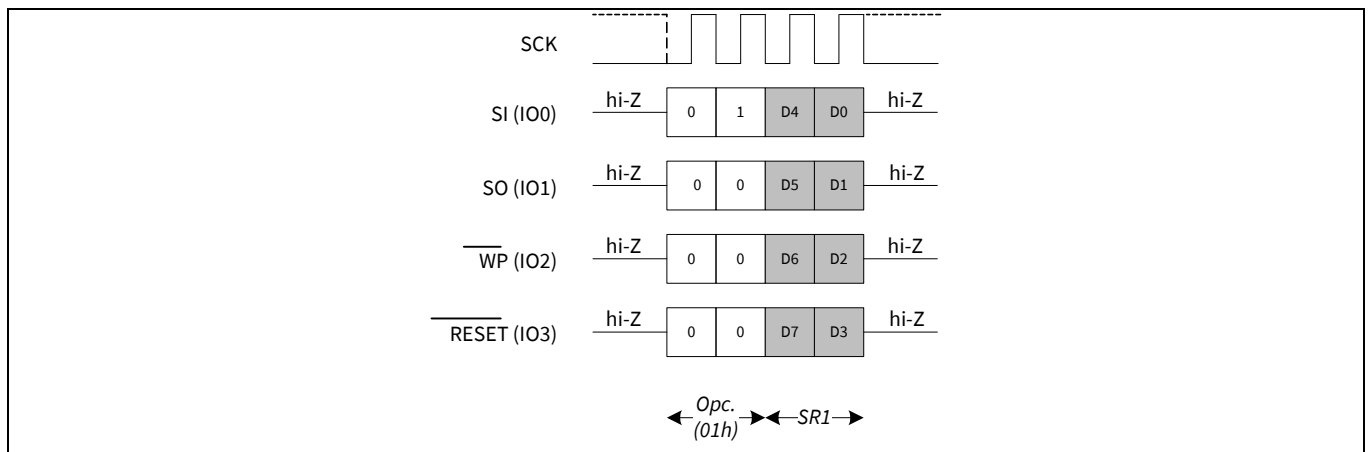 SCK
SI (IO0) hi-Z 0 1 D4 D0 hi-Z
SO (IO1) hi-Z 0 0 D5 D1 hi-Z
WP (IO2) hi-Z 0 0 D6 D2 hi-Z
RESET (IO3) hi-Z 0 0 D7 D3 hi-Z
Opc. SR1
(01h)